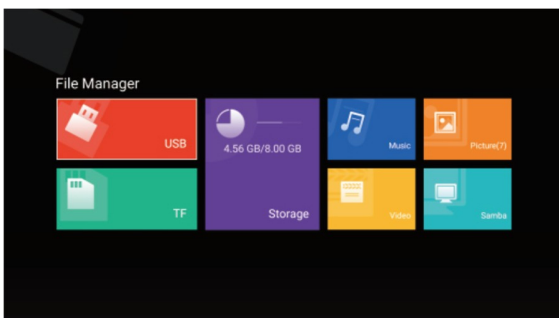 File Manager
USB
4.56 GB/8.00 GB
Music
Picture(7)
TF
Storage
Video
Samba